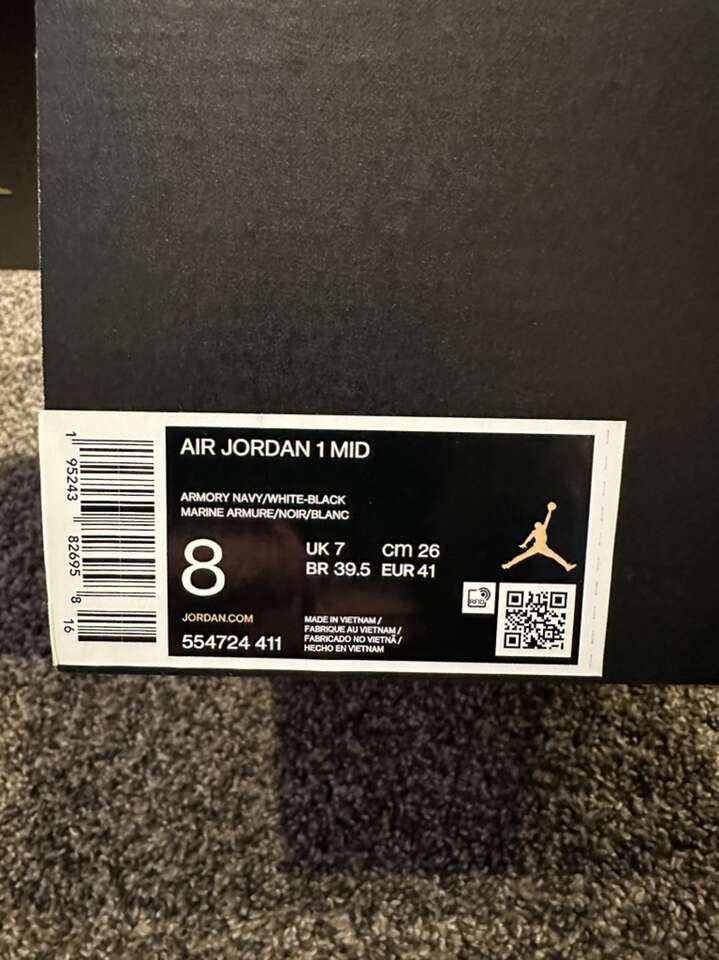 AIR JORDAN 1 MID
ARMORY NAVY/WHITE-BLACK
MARINE ARMURE/NOIR/BLANC
8
UK 7 cm 26
BR 39.5 EUR 41
JORDAN.COM
554724 411
MADE IN VIETNAM /
FABRIQUE AU VIETNAM /
FABRICADO NO VIETNÃ /
HECHO EN VIETNAM
RFID
1 95243 82695 8 16